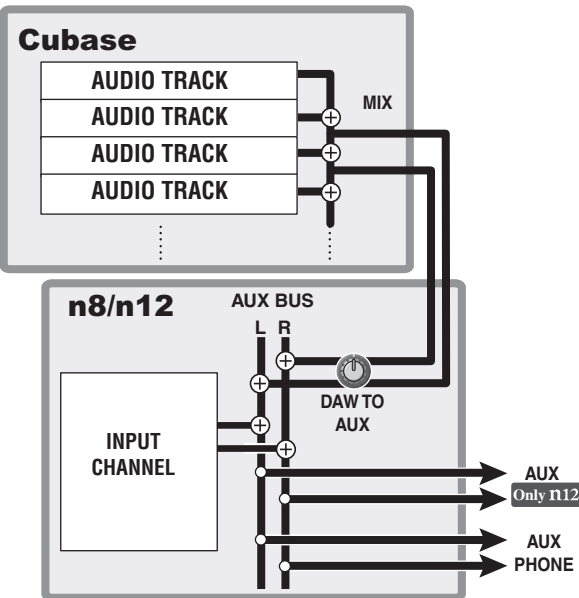 Cubase
AUDIO TRACK
AUDIO TRACK
AUDIO TRACK
AUDIO TRACK
MIX
n8/n12
AUX BUS
L R
DAW TO
AUX
INPUT
CHANNEL
AUX
Only n12
AUX
PHONE